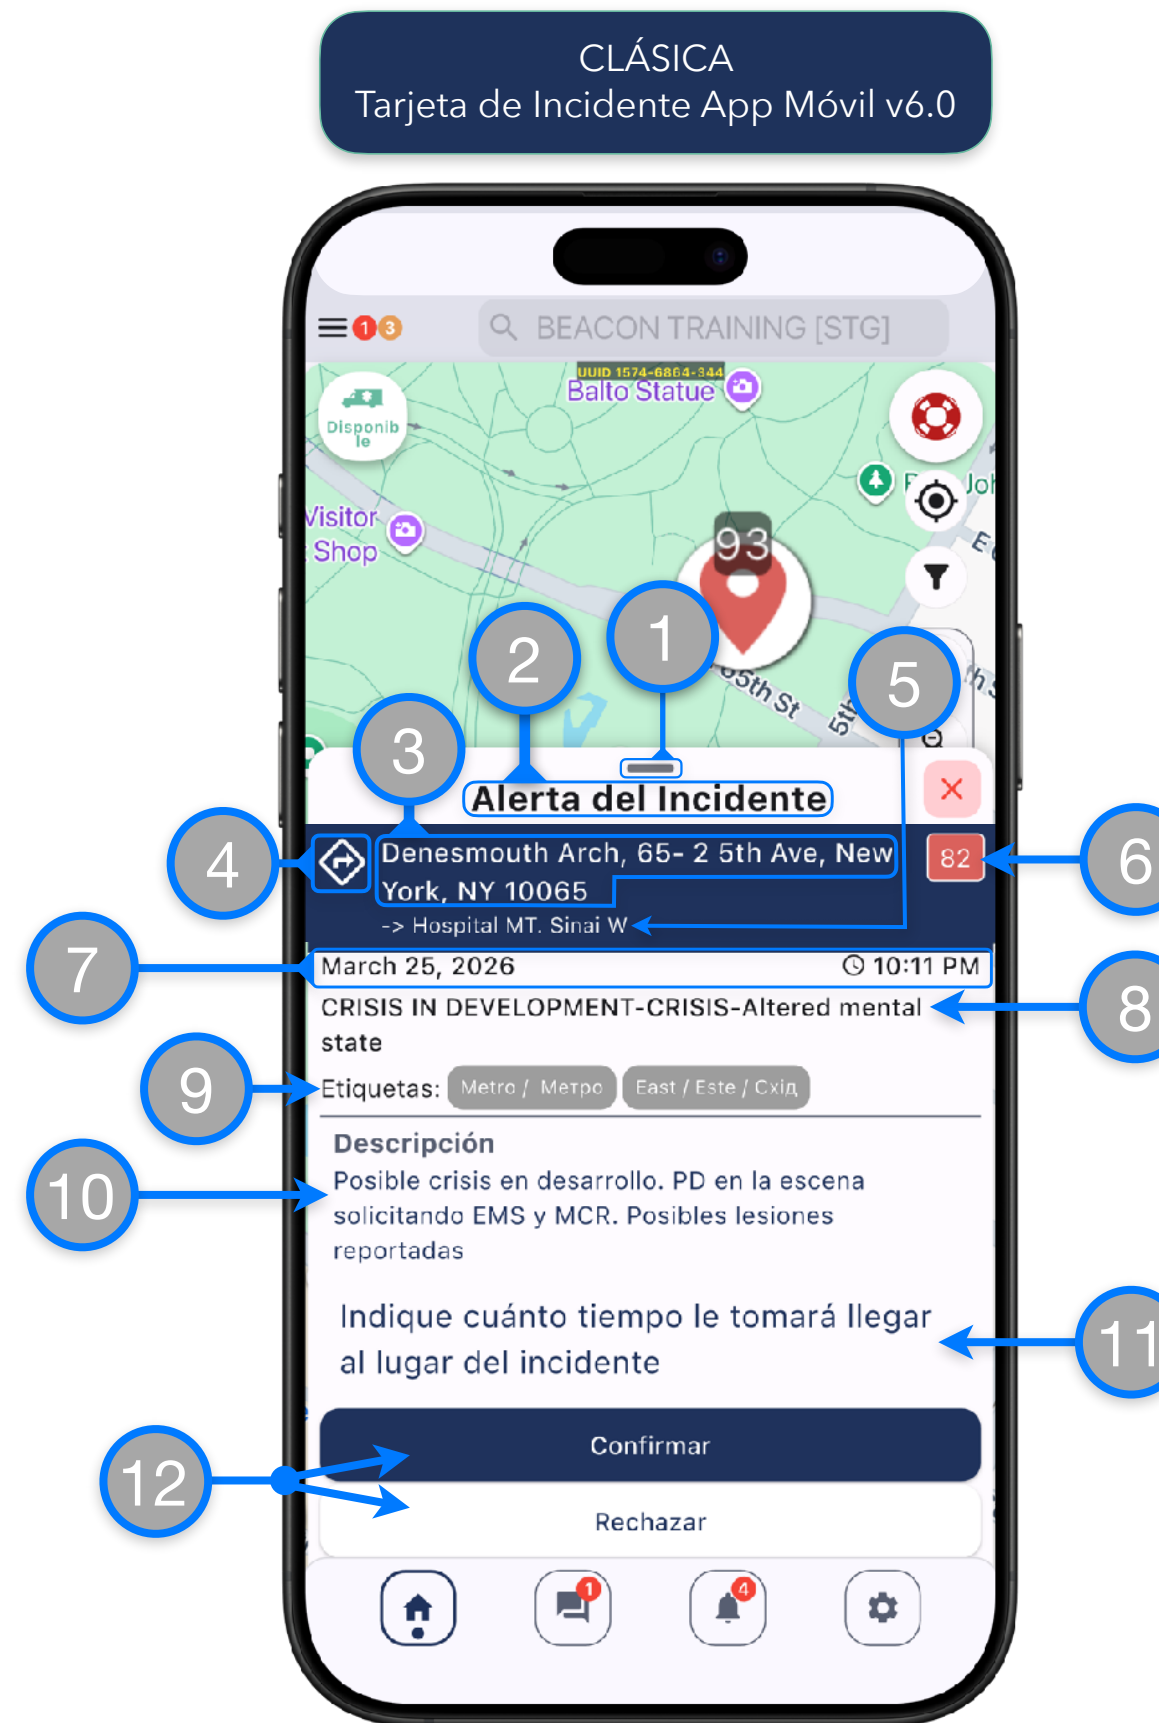 CLÁSICA
Tarjeta de Incidente App Móvil v6.0
1 3 BEACON TRAINING [STG]
UUID 1574-6864-344
Balto Statue
Disponib
le
Visitor
Shop
93
65th St
5th
1
2
3
5
Alerta del Incidente
4
Denesmouth Arch, 65- 2 5th Ave, New
York, NY 10065
82
6
-> Hospital MT. Sinai W
7
March 25, 2026 10:11 PM
CRISIS IN DEVELOPMENT-CRISIS-Altered mental
state
8
9
Etiquetas: Metro / Метро East / Este / Схід
Descripción
10
Posible crisis en desarrollo. PD en la escena
solicitando EMS y MCR. Posibles lesiones
reportadas
Indique cuánto tiempo le tomará llegar
al lugar del incidente
11
Confirmar
12
Rechazar
1 4